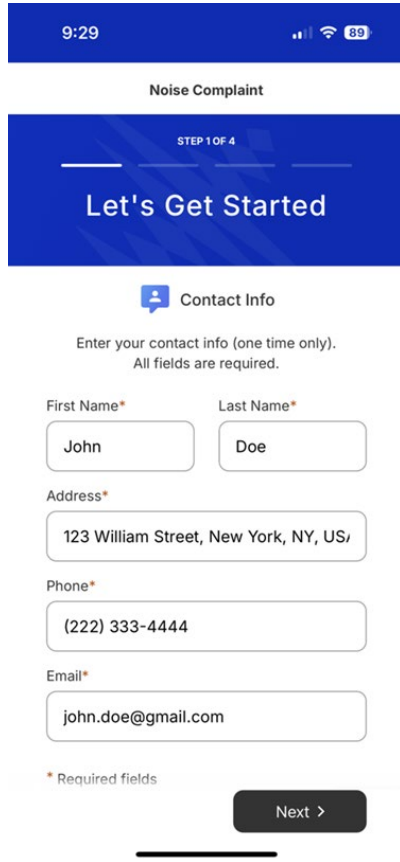 9:29
89
Noise Complaint
STEP 1 OF 4
Let's Get Started
Contact Info
Enter your contact info (one time only).
All fields are required.
First Name* Last Name*
John Doe
Address*
123 William Street, New York, NY, USA
Phone*
(222) 333-4444
Email*
john.doe@gmail.com
* Required fields
Next >